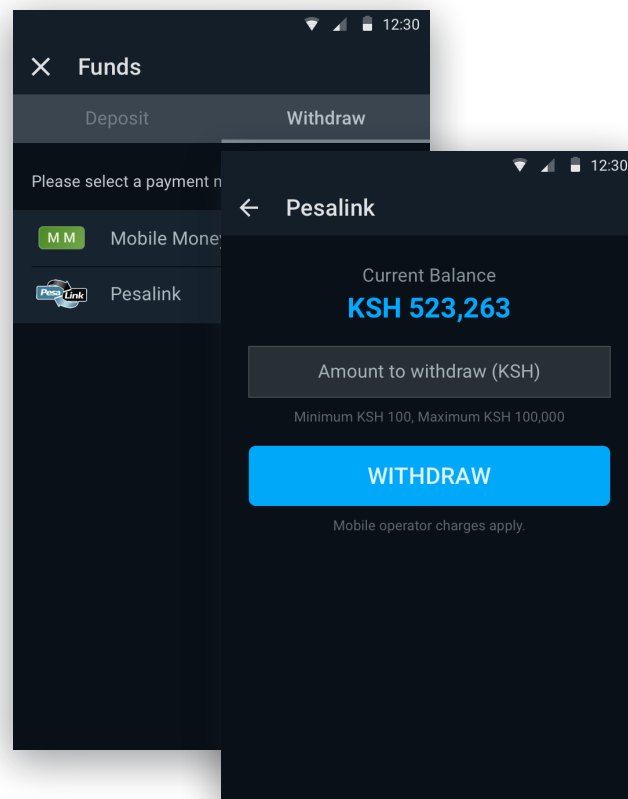 12:30
Funds
Deposit
Withdraw
Please select a payment
MM Mobile Money
Pesa Link Pesalink
12:30
Pesalink
Current Balance
KSH 523,263
Amount to withdraw (KSH)
Minimum KSH 100, Maximum KSH 100,000
WITHDRAW
Mobile operator charges apply.